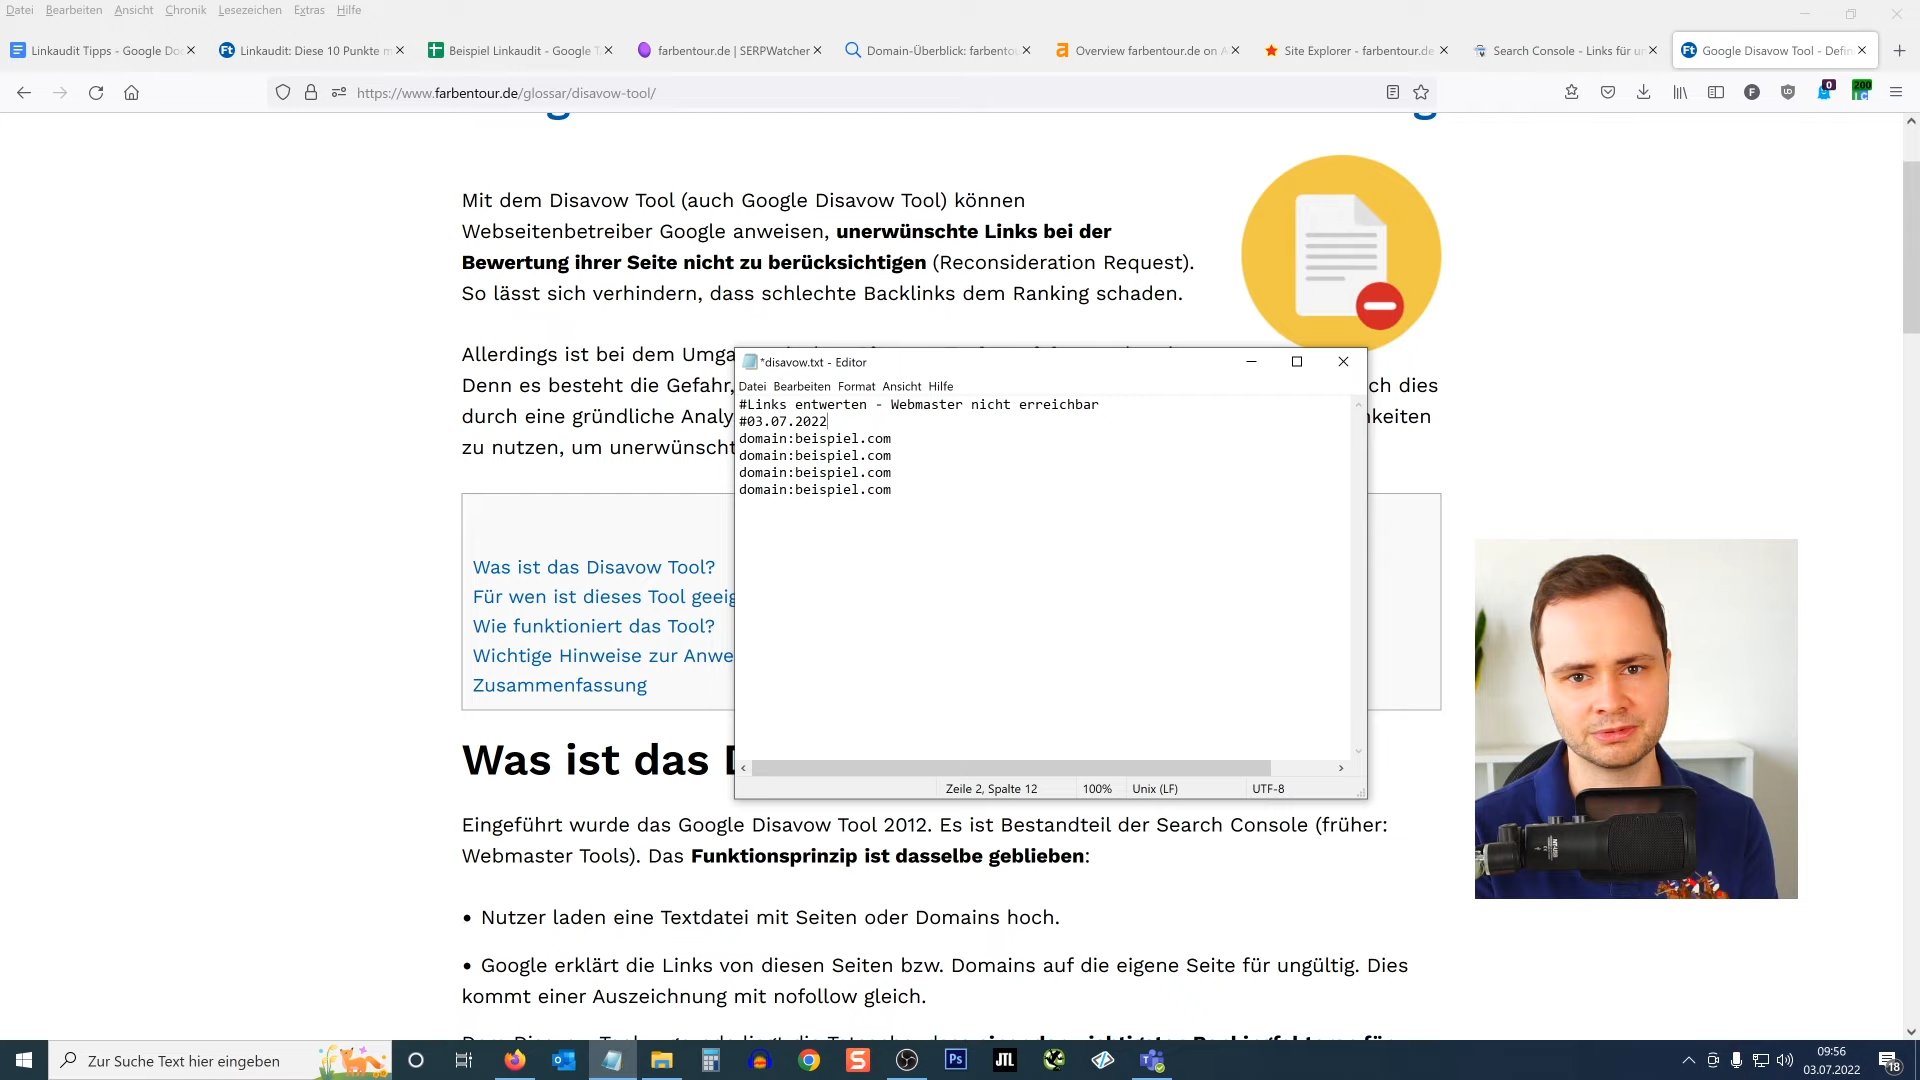 Datei Bearbeiten Ansicht Chronik Lesezeichen Extras Hilfe
Linkaudit Tipps - Google Do
Linkaudit: Diese 10 Punkte m
Beispiel Linkaudit - Google T
farbentour.de | SERPWatcher
Domain-Überblick: farbentou
Overview farbentour.de on A
Site Explorer - farbentour.de
Search Console - Links für un
Google Disavow Tool - Defin
https://www.farbentour.de/glossar/disavow-tool/
0
200
Mit dem Disavow Tool (auch Google Disavow Tool) können
Webseitenbetreiber Google anweisen, unerwünschte Links bei der
Bewertung ihrer Seite nicht zu berücksichtigen (Reconsideration Request).
So lässt sich verhindern, dass schlechte Backlinks dem Ranking schaden.
Allerdings ist bei dem Umga
Denn es besteht die Gefahr, ch dies
durch eine gründliche Analy hkeiten
zu nutzen, um unerwünscht
*disavow.txt - Editor
Datei Bearbeiten Format Ansicht Hilfe
#Links entwerten - Webmaster nicht erreichbar
#03.07.2022
domain:beispiel.com
domain:beispiel.com
domain:beispiel.com
domain:beispiel.com
Zeile 2, Spalte 12 100% Unix (LF) UTF-8
Was ist das Disavow Tool?
Für wen ist dieses Tool geeig
Wie funktioniert das Tool?
Wichtige Hinweise zur Anwe
Zusammenfassung
Was ist das
Eingeführt wurde das Google Disavow Tool 2012. Es ist Bestandteil der Search Console (früher:
Webmaster Tools). Das Funktionsprinzip ist dasselbe geblieben:
• Nutzer laden eine Textdatei mit Seiten oder Domains hoch.
• Google erklärt die Links von diesen Seiten bzw. Domains auf die eigene Seite für ungültig. Dies
kommt einer Auszeichnung mit nofollow gleich.
Zur Suche Text hier eingeben
Ps
JTL
09:56
03.07.2022
18